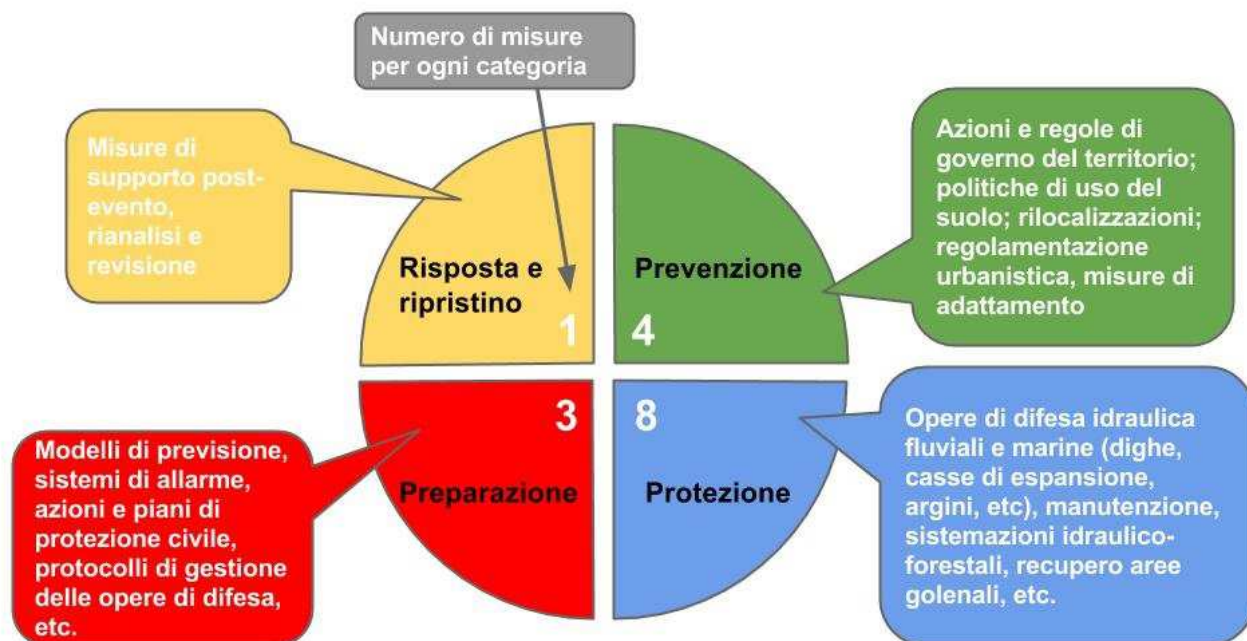 Numero di misure
per ogni categoria
Misure di
supporto post-
evento,
rianalisi e
revisione
Azioni e regole di
governo del territorio;
politiche di uso del
suolo; rilocalizzazioni;
regolamentazione
urbanistica, misure di
adattamento
Risposta e
ripristino
1
Prevenzione
4
3
Preparazione
8
Protezione
Modelli di previsione,
sistemi di allarme,
azioni e piani di
protezione civile,
protocolli di gestione
delle opere di difesa,
etc.
Opere di difesa idraulica
fluviali e marine (dighe,
casse di espansione,
argini, etc), manutenzione,
sistemazioni idraulico-
forestali, recupero aree
golenali, etc.